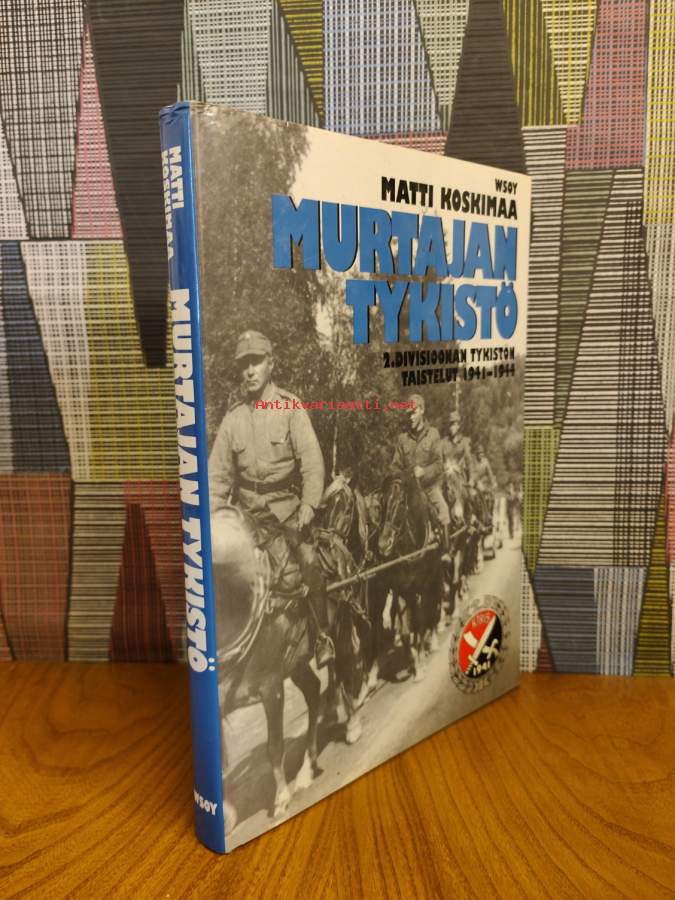 WSOY
MATTI KOSKIMAA
MURTAJAN
TYKISTÖ
2. DIVISIOONAN TYKISTÖN
TAISTELUT 1941–1944
Antikvariaatti.net
MATTI
KOSKIMAA
MURTAJAN TYKISTÖ
WSOY